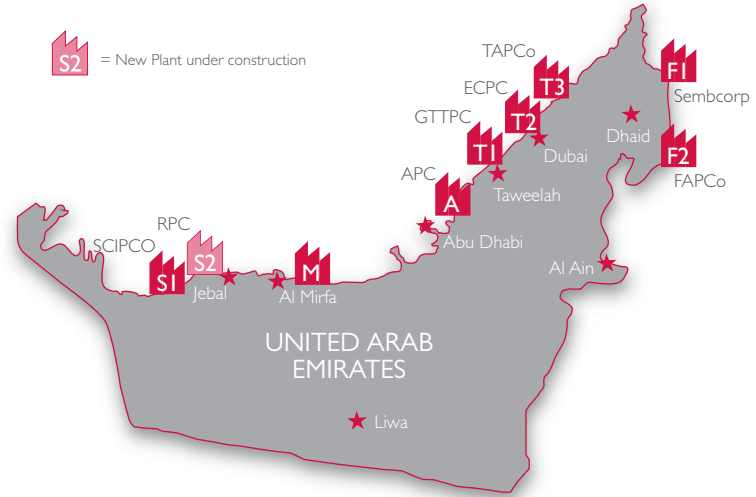 S2 = New Plant under construction
TAPCo
T3
F1
Sembcorp
ECPC
T2
GTTPC
T1
Dhaid
Dubai
F2
FAPCo
Taweelah
APC
A
Abu Dhabi
RPC
S2
SCIPCO
S1
Jebal
M
Al Mirfa
Al Ain
UNITED ARAB
EMIRATES
Liwa